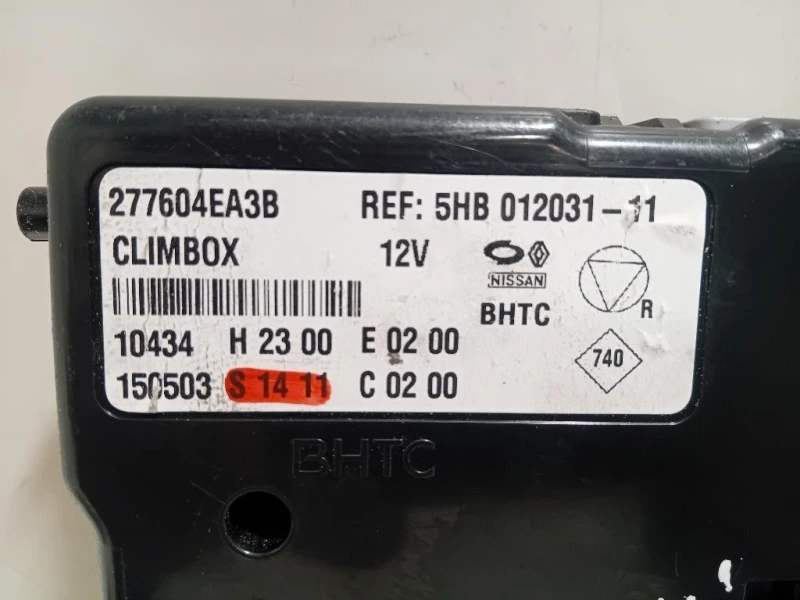 277604EA3B REF: 5HB 012031-11
CLIMBOX 12V
NISSAN
BHTC
R
10434 H 23 00 E 02 00
740
150503 S 14 11 C 02 00
BHTC